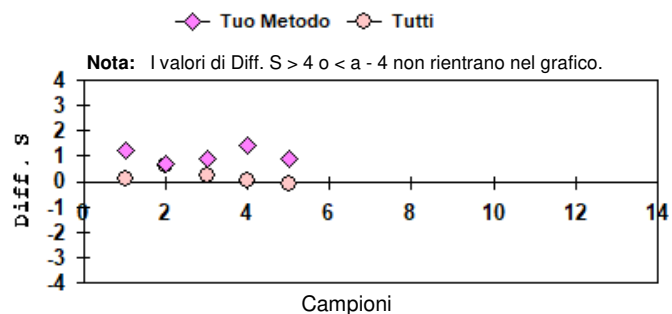 Tuo Metodo Tutti
Nota: I valori di Diff. S > 4 o < a - 4 non rientrano nel grafico.
4
3
2
1
0
-1
-2
-3
-4
Diff. S
0 2 4 6 8 10 12 14
Campioni